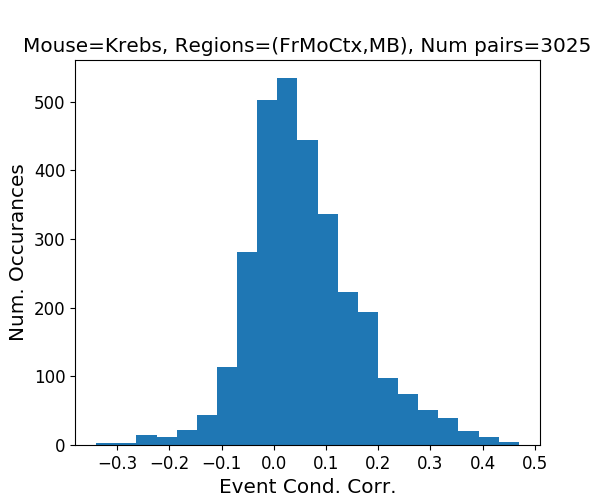 Mouse=Krebs, Regions=(FrMoCtx,MB), Num pairs=3025
Num. Occurances
500
400
300
200
100
0
−0.3 −0.2 −0.1 0.0 0.1 0.2 0.3 0.4 0.5
Event Cond. Corr.